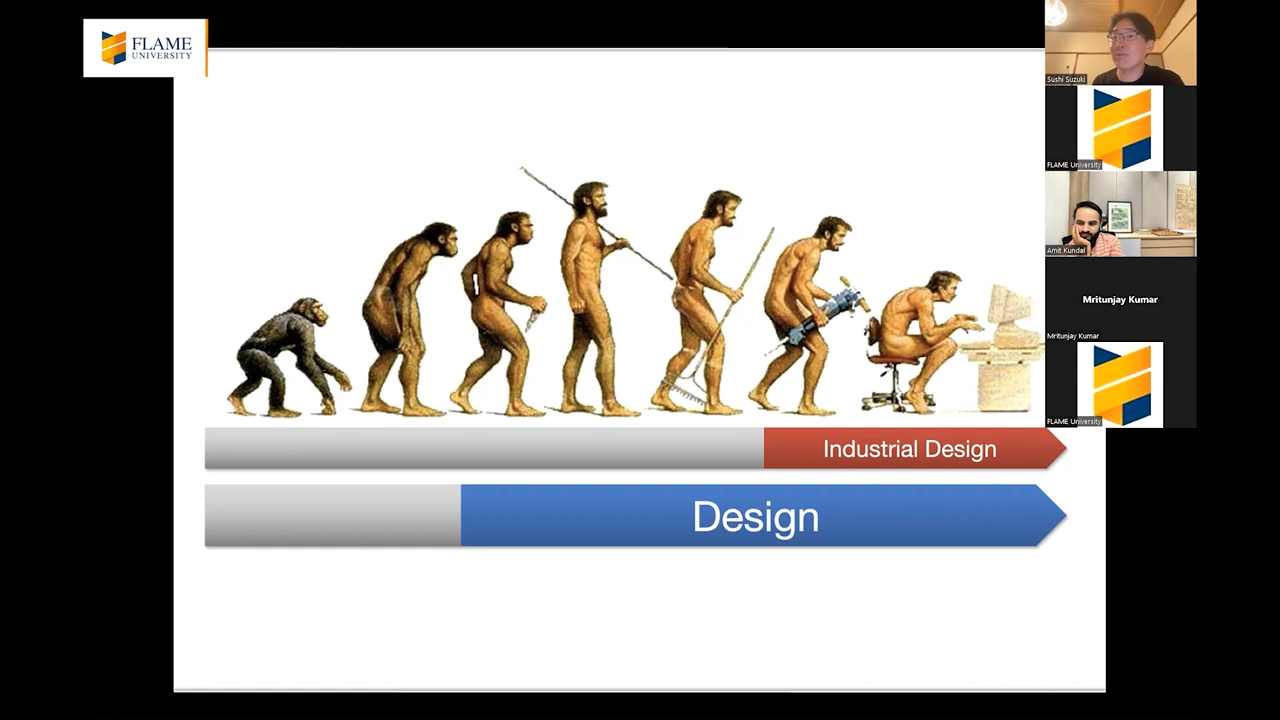 FLAME
UNIVERSITY
Sushi Suzuki
FLAME University
Amit Kundal
Mritunjay Kumar
Mritunjay Kumar
FLAME University
Industrial Design
Design